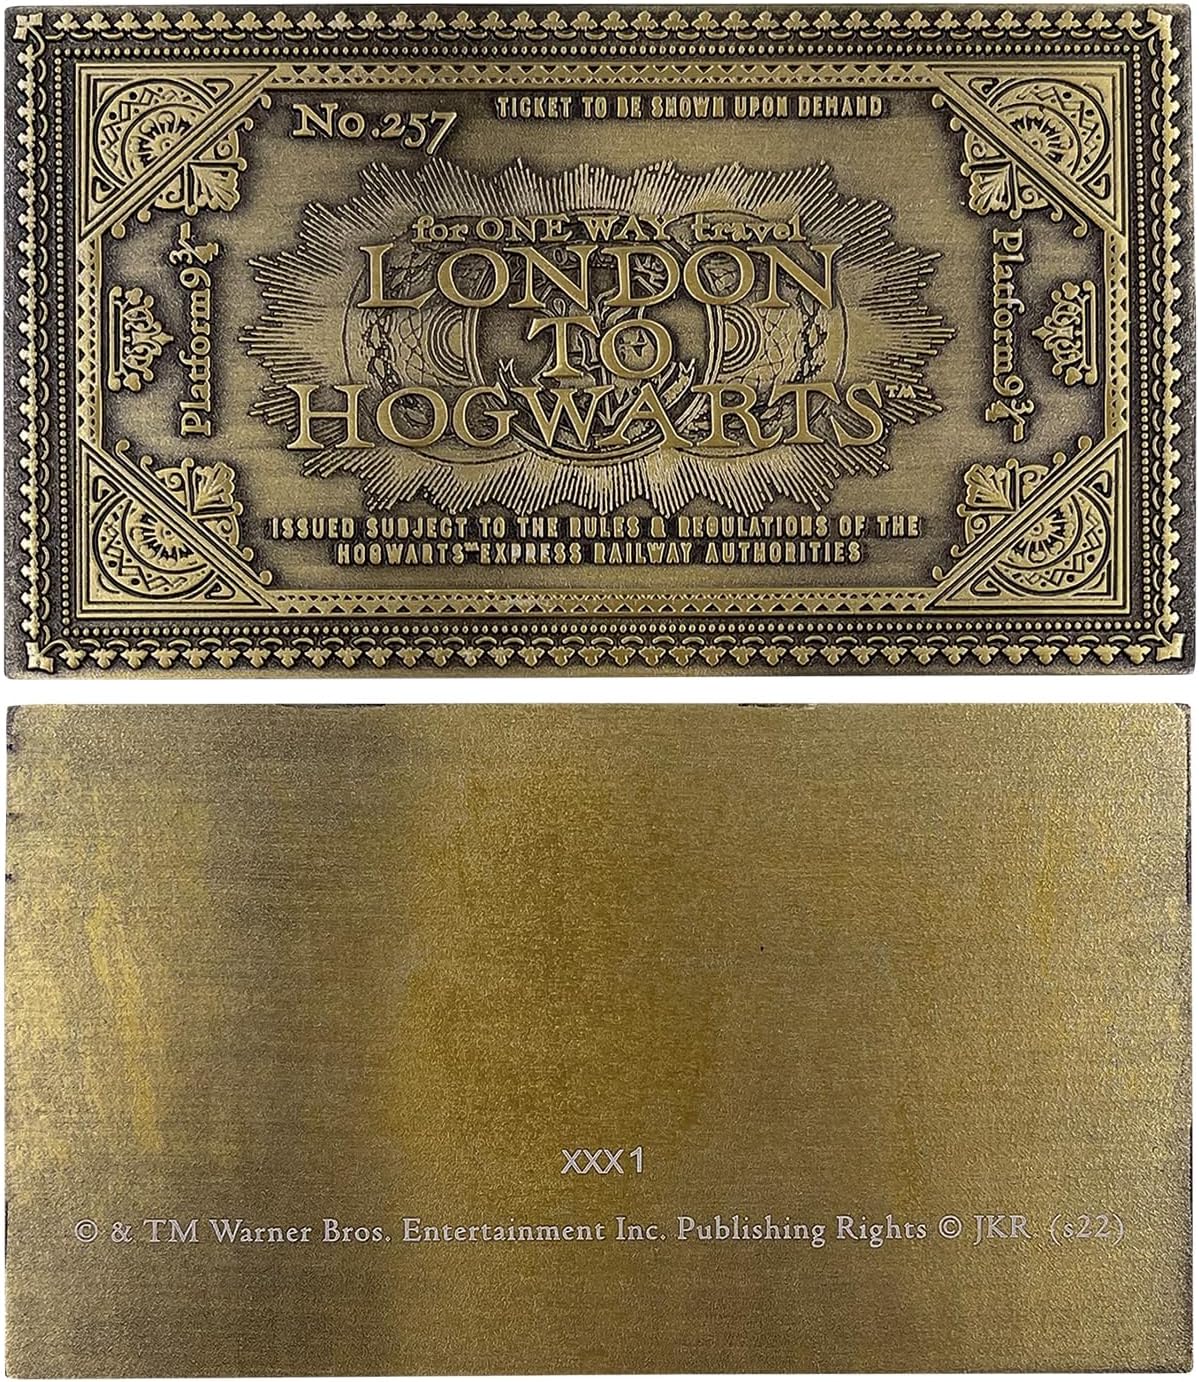 No.257
TICKET TO BE SHOWN UPON DEMAND
for ONE WAY travel
LONDON
TO
HOGWARTS™
Platform 9¾
Platform 9¾
ISSUED SUBJECT TO THE RULES & REGULATIONS OF THE
HOGWARTS™ EXPRESS RAILWAY AUTHORITIES
XXX1
© & TM Warner Bros. Entertainment Inc. Publishing Rights © JKR (s22)